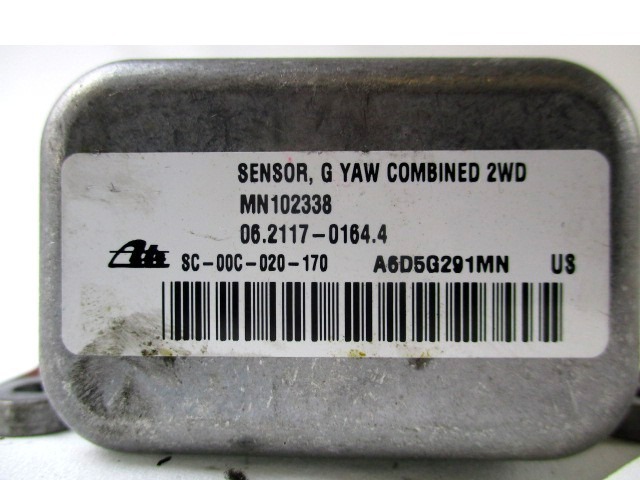 SENSOR, G YAW COMBINED 2WD
MN102338
06.2117-0164.4
Ate SC-00C-020-170 A6D5G291MN US